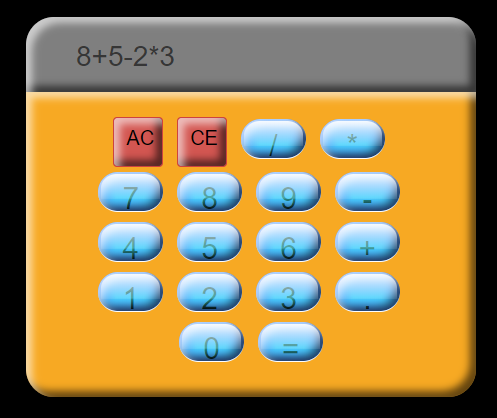 8+5-2*3
AC CE / *
7 8 9 -
4 5 6 +
1 2 3 .
0 =